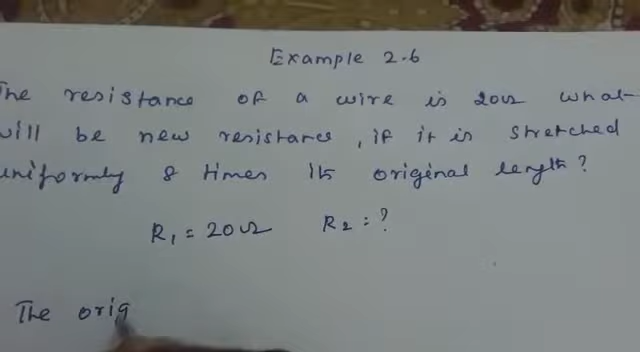 Example 2.6
The resistance of a wire is 20Ω what
will be new resistance, if it is stretched
uniformly 8 times its original length?
R₁ = 20Ω R₂ = ?
The orig